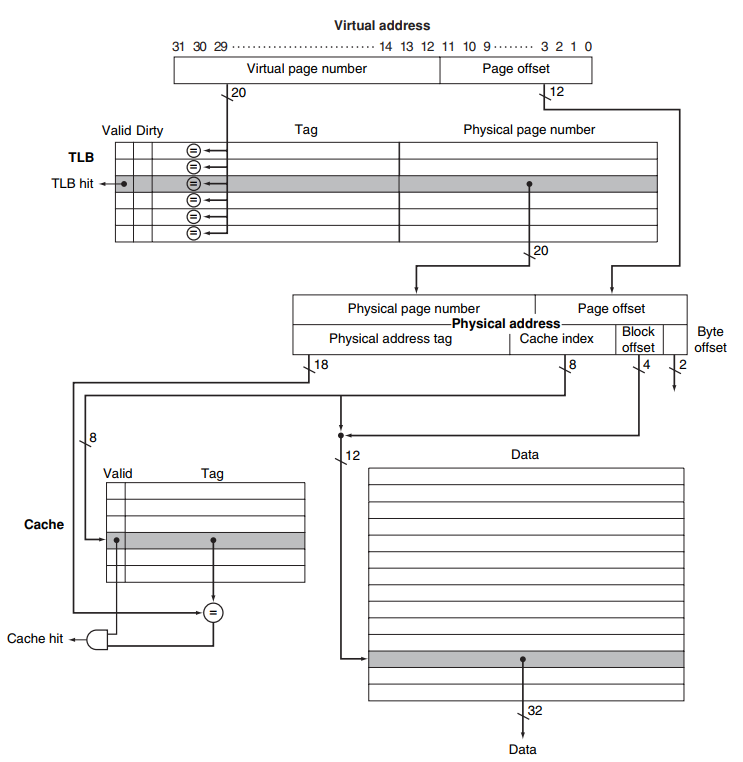 Virtual address
31 30 29 ································ 14 13 12 11 10 9 ········ 3 2 1 0
Virtual page number Page offset
20 12
Valid Dirty Tag Physical page number
TLB
=
=
TLB hit =
=
=
=
20
Physical page number Page offset
Physical address
Physical address tag Cache index Block offset Byte offset
18 8 4 2
8
12
Data
Valid Tag
Cache
=
Cache hit
32
Data